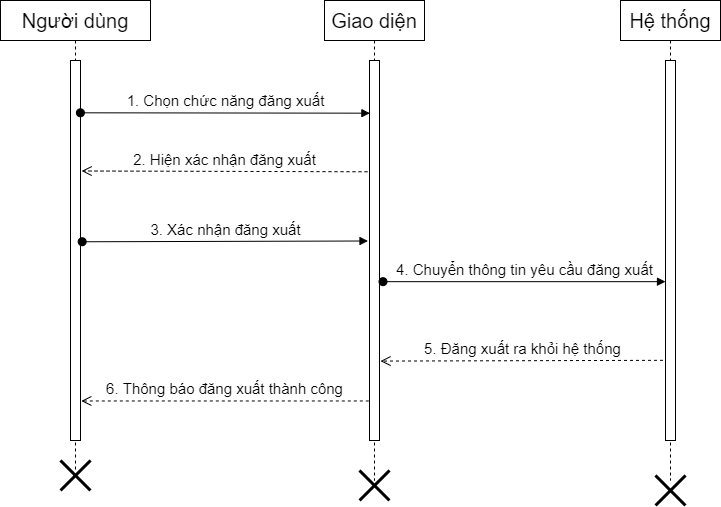 Người dùng
Giao diện
Hệ thống
1. Chọn chức năng đăng xuất
2. Hiện xác nhận đăng xuất
3. Xác nhận đăng xuất
4. Chuyển thông tin yêu cầu đăng xuất
5. Đăng xuất ra khỏi hệ thống
6. Thông báo đăng xuất thành công